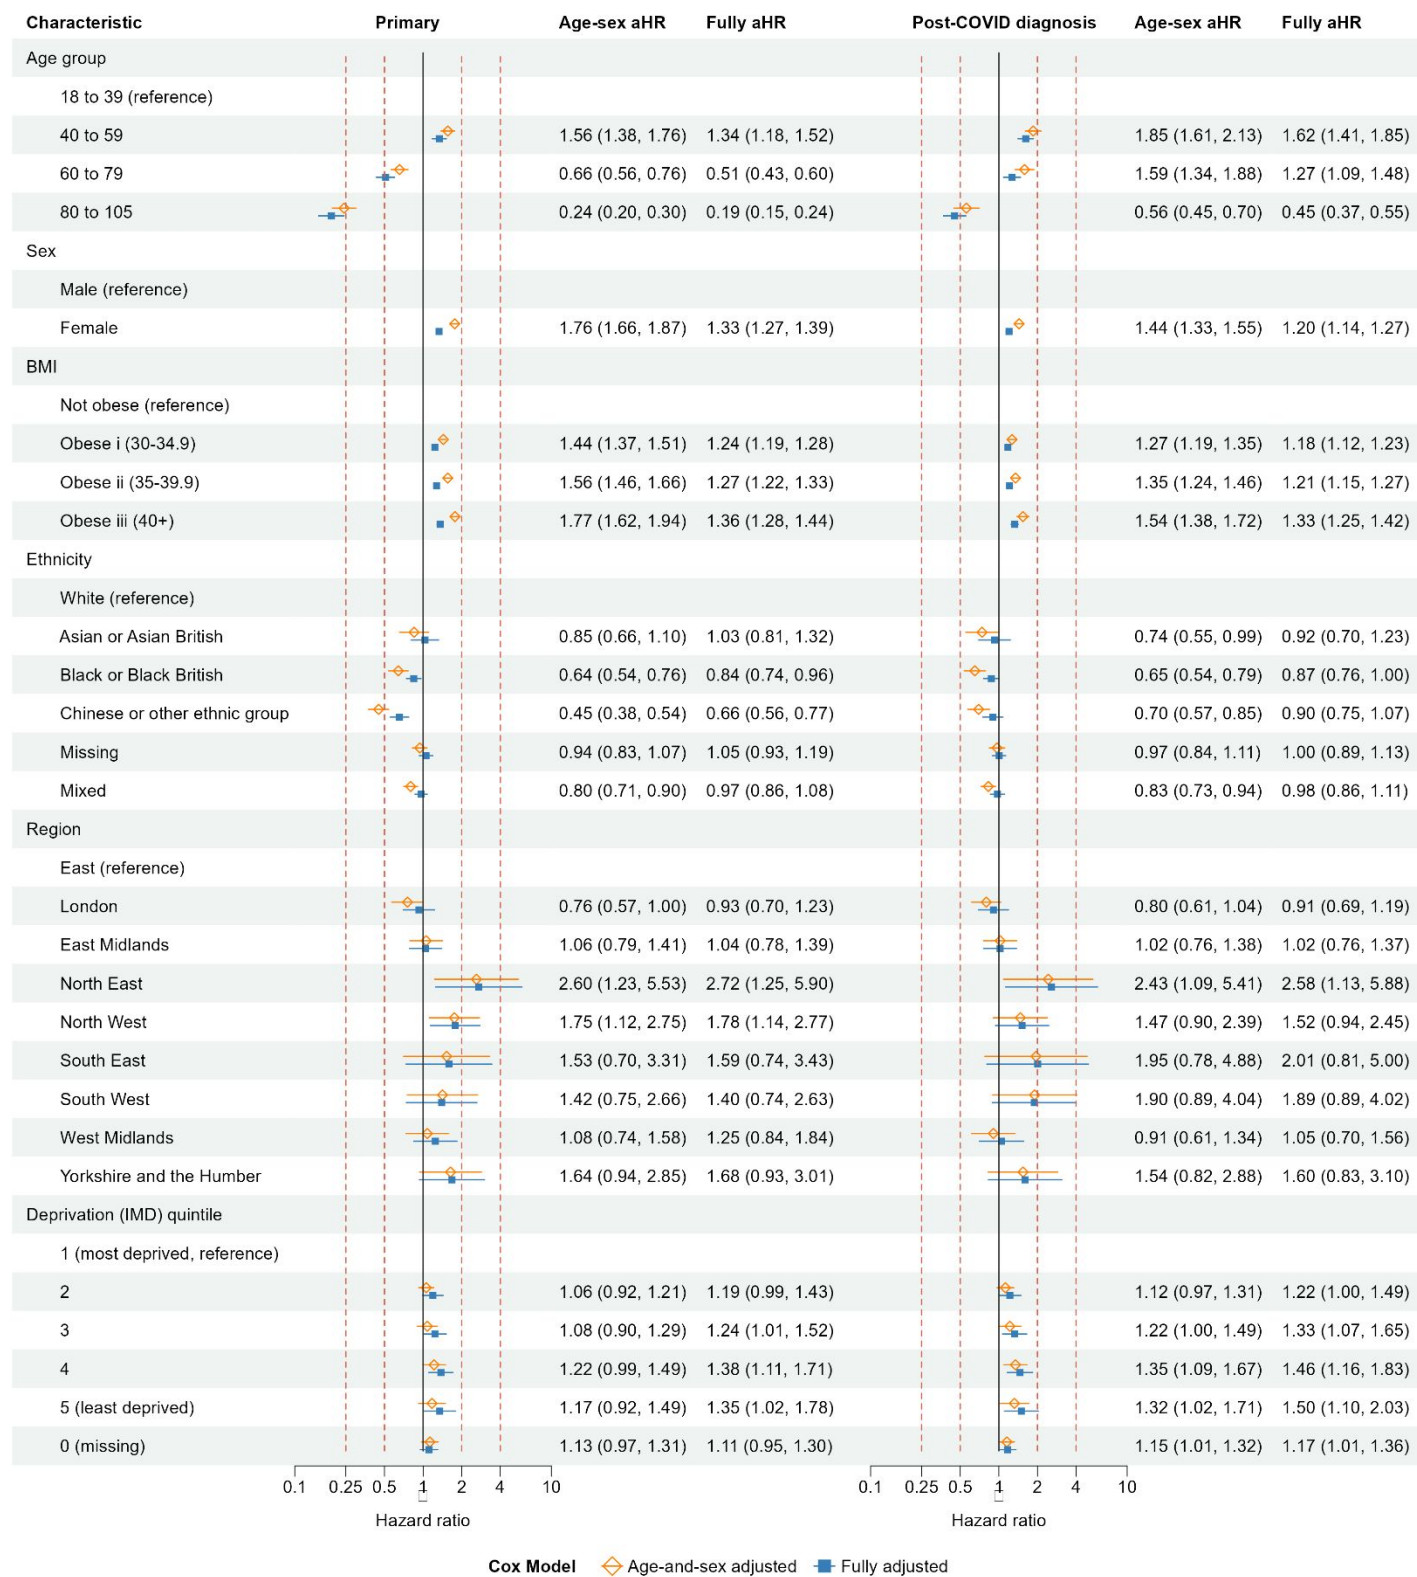 Characteristic Primary Age-sex aHR Fully aHR Post-COVID diagnosis Age-sex aHR Fully aHR
Age group
18 to 39 (reference)
40 to 59 1.56 (1.38, 1.76) 1.34 (1.18, 1.52) 1.85 (1.61, 2.13) 1.62 (1.41, 1.85)
60 to 79 0.66 (0.56, 0.76) 0.51 (0.43, 0.60) 1.59 (1.34, 1.88) 1.27 (1.09, 1.48)
80 to 105 0.24 (0.20, 0.30) 0.19 (0.15, 0.24) 0.56 (0.45, 0.70) 0.45 (0.37, 0.55)
Sex
Male (reference)
Female 1.76 (1.66, 1.87) 1.33 (1.27, 1.39) 1.44 (1.33, 1.55) 1.20 (1.14, 1.27)
BMI
Not obese (reference)
Obese i (30-34.9) 1.44 (1.37, 1.51) 1.24 (1.19, 1.28) 1.27 (1.19, 1.35) 1.18 (1.12, 1.23)
Obese ii (35-39.9) 1.56 (1.46, 1.66) 1.27 (1.22, 1.33) 1.35 (1.24, 1.46) 1.21 (1.15, 1.27)
Obese iii (40+) 1.77 (1.62, 1.94) 1.36 (1.28, 1.44) 1.54 (1.38, 1.72) 1.33 (1.25, 1.42)
Ethnicity
White (reference)
Asian or Asian British 0.85 (0.66, 1.10) 1.03 (0.81, 1.32) 0.74 (0.55, 0.99) 0.92 (0.70, 1.23)
Black or Black British 0.64 (0.54, 0.76) 0.84 (0.74, 0.96) 0.65 (0.54, 0.79) 0.87 (0.76, 1.00)
Chinese or other ethnic group 0.45 (0.38, 0.54) 0.66 (0.56, 0.77) 0.70 (0.57, 0.85) 0.90 (0.75, 1.07)
Missing 0.94 (0.83, 1.07) 1.05 (0.93, 1.19) 0.97 (0.84, 1.11) 1.00 (0.89, 1.13)
Mixed 0.80 (0.71, 0.90) 0.97 (0.86, 1.08) 0.83 (0.73, 0.94) 0.98 (0.86, 1.11)
Region
East (reference)
London 0.76 (0.57, 1.00) 0.93 (0.70, 1.23) 0.80 (0.61, 1.04) 0.91 (0.69, 1.19)
East Midlands 1.06 (0.79, 1.41) 1.04 (0.78, 1.39) 1.02 (0.76, 1.38) 1.02 (0.76, 1.37)
North East 2.60 (1.23, 5.53) 2.72 (1.25, 5.90) 2.43 (1.09, 5.41) 2.58 (1.13, 5.88)
North West 1.75 (1.12, 2.75) 1.78 (1.14, 2.77) 1.47 (0.90, 2.39) 1.52 (0.94, 2.45)
South East 1.53 (0.70, 3.31) 1.59 (0.74, 3.43) 1.95 (0.78, 4.88) 2.01 (0.81, 5.00)
South West 1.42 (0.75, 2.66) 1.40 (0.74, 2.63) 1.90 (0.89, 4.04) 1.89 (0.89, 4.02)
West Midlands 1.08 (0.74, 1.58) 1.25 (0.84, 1.84) 0.91 (0.61, 1.34) 1.05 (0.70, 1.56)
Yorkshire and the Humber 1.64 (0.94, 2.85) 1.68 (0.93, 3.01) 1.54 (0.82, 2.88) 1.60 (0.83, 3.10)
Deprivation (IMD) quintile
1 (most deprived, reference)
2 1.06 (0.92, 1.21) 1.19 (0.99, 1.43) 1.12 (0.97, 1.31) 1.22 (1.00, 1.49)
3 1.08 (0.90, 1.29) 1.24 (1.01, 1.52) 1.22 (1.00, 1.49) 1.33 (1.07, 1.65)
4 1.22 (0.99, 1.49) 1.38 (1.11, 1.71) 1.35 (1.09, 1.67) 1.46 (1.16, 1.83)
5 (least deprived) 1.17 (0.92, 1.49) 1.35 (1.02, 1.78) 1.32 (1.02, 1.71) 1.50 (1.10, 2.03)
0 (missing) 1.13 (0.97, 1.31) 1.11 (0.95, 1.30) 1.15 (1.01, 1.32) 1.17 (1.01, 1.36)
0.1 0.25 0.5 1 2 4 10 0.1 0.25 0.5 1 2 4 10
Hazard ratio Hazard ratio
Cox Model Age-and-sex adjusted Fully adjusted